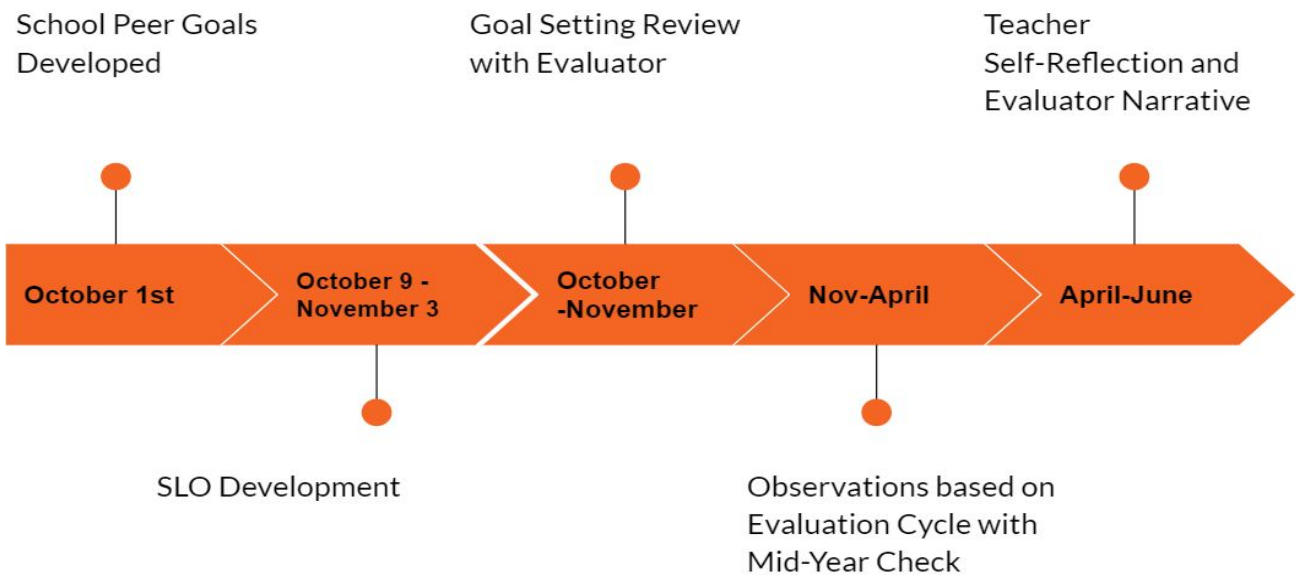 School Peer Goals
Developed
Goal Setting Review
with Evaluator
Teacher
Self-Reflection and
Evaluator Narrative
October 1st
October 9 -
November 3
October
-November
Nov-April
April-June
SLO Development
Observations based on
Evaluation Cycle with
Mid-Year Check